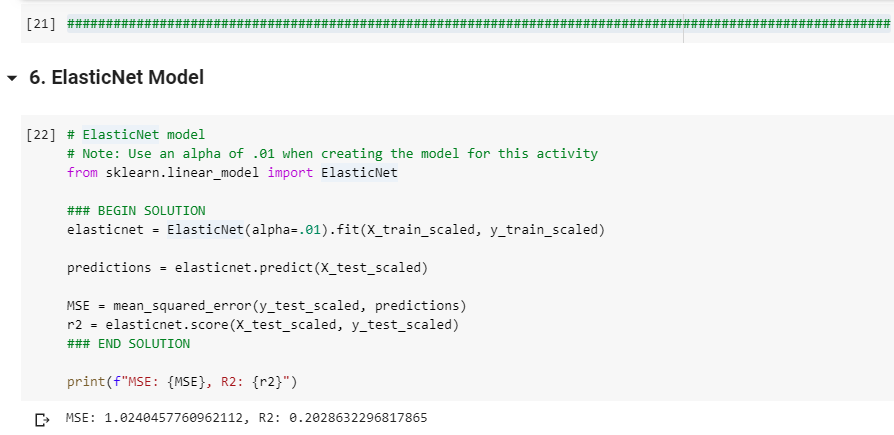 [21] ############################################################################################################
6. ElasticNet Model
[22] # ElasticNet model
# Note: Use an alpha of .01 when creating the model for this activity
from sklearn.linear_model import ElasticNet
### BEGIN SOLUTION
elasticnet = ElasticNet(alpha=.01).fit(X_train_scaled, y_train_scaled)
predictions = elasticnet.predict(X_test_scaled)
MSE = mean_squared_error(y_test_scaled, predictions)
r2 = elasticnet.score(X_test_scaled, y_test_scaled)
### END SOLUTION
print(f"MSE: {MSE}, R2: {r2}")
MSE: 1.0240457760962112, R2: 0.2028632296817865